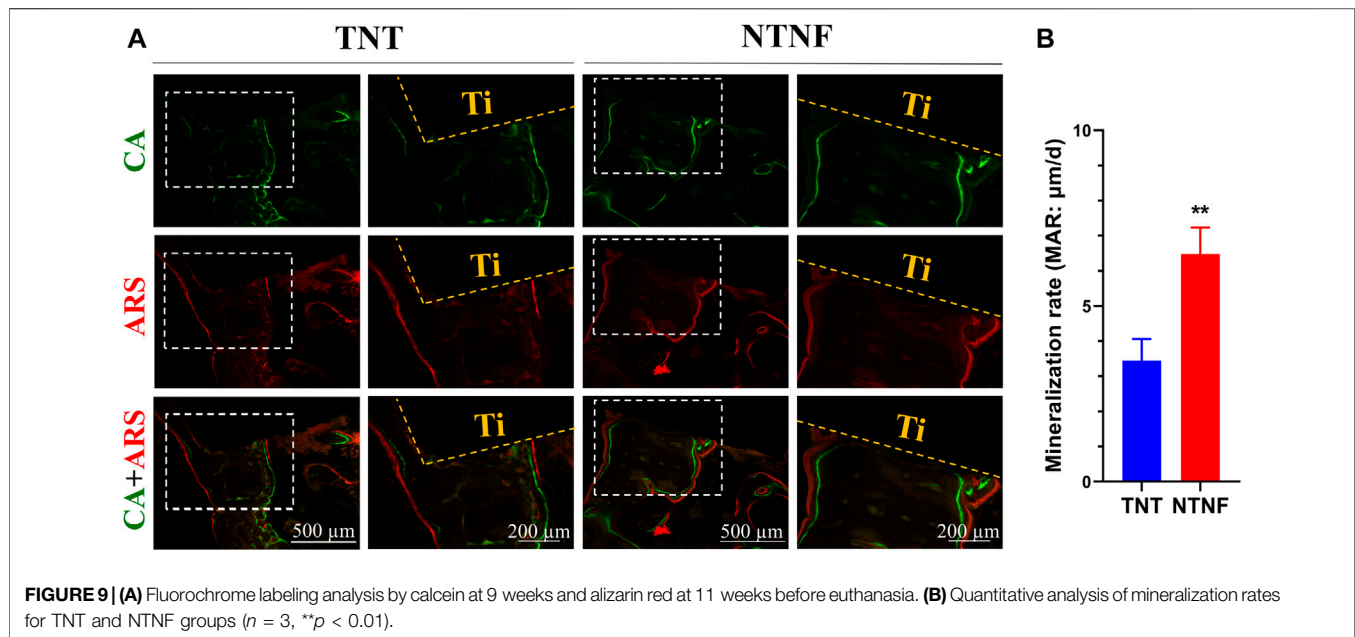 A
TNT
NTNF
B
CA
Ti
Ti
ARS
Ti
Ti
CA+ARS
Ti
Ti
500 µm
200 µm
500 µm
200 µm
Mineralization rate (MAR: µm/d)
10
5
0
**
TNT NTNF
FIGURE 9 | (A) Fluorochrome labeling analysis by calcein at 9 weeks and alizarin red at 11 weeks before euthanasia. (B) Quantitative analysis of mineralization rates
for TNT and NTNF groups (n = 3, **p < 0.01).